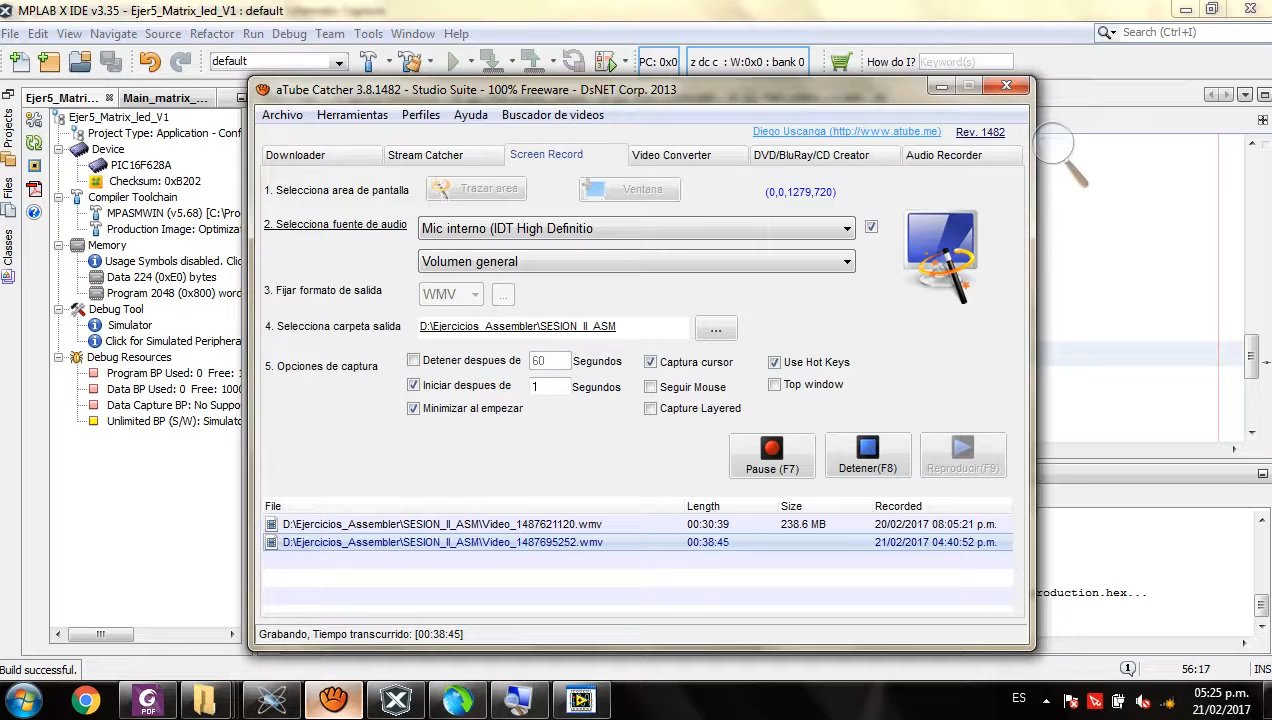 MPLAB X IDE v3.35 - Ejer5_Matrix_led_V1 : default
File Edit View Navigate Source Refactor Run Debug Team Tools Window Help
Search (Ctrl+I)
default
PC: 0x0
z dc c : W:0x0 : bank 0
How do I?
Keyword(s)
Ejer5_Matri...
Main_matrix_...
Projects
Files
Classes
Ejer5_Matrix_led_V1
Project Type: Application - Conf
Device
PIC16F628A
Checksum: 0xB202
Compiler Toolchain
MPASMWIN (v5.68) [C:\Pro
Production Image: Optimizat
Memory
Usage Symbols disabled. Clic
Data 224 (0xE0) bytes
Program 2048 (0x800) word
Debug Tool
Simulator
Click for Simulated Periphera
Debug Resources
Program BP Used: 0 Free: 1000
Data BP Used: 0 Free: 1000
Data Capture BP: No Suppo
Unlimited BP (S/W): Simulato
aTube Catcher 3.8.1482 - Studio Suite - 100% Freeware - DsNET Corp. 2013
Archivo Herramientas Perfiles Ayuda Buscador de videos
Diego Uscanga (http://www.atube.me)
Rev. 1482
Downloader
Stream Catcher
Screen Record
Video Converter
DVD/BluRay/CD Creator
Audio Recorder
1. Selecciona area de pantalla
Trazar area
Ventana
(0,0,1279,720)
2. Selecciona fuente de audio
Mic interno (IDT High Definitio
Volumen general
3. Fijar formato de salida
WMV
...
4. Selecciona carpeta salida
D:\Ejercicios_Assembler\SESION_II_ASM
...
5. Opciones de captura
Detener despues de 60 Segundos
Captura cursor
Use Hot Keys
Iniciar despues de 1 Segundos
Seguir Mouse
Top window
Minimizar al empezar
Capture Layered
Pause (F7)
Detener(F8)
Reproducir(F9)
File Length Size Recorded
D:\Ejercicios_Assembler\SESION_II_ASM\Video_1487621120.wmv 00:30:39 238.6 MB 20/02/2017 08:05:21 p.m.
D:\Ejercicios_Assembler\SESION_II_ASM\Video_1487695252.wmv 00:38:45 21/02/2017 04:40:52 p.m.
roduction.hex...
Grabando, Tiempo transcurrido: [00:38:45]
Build successful.
1
56:17
INS
PDF
ES
05:25 p.m.
21/02/2017